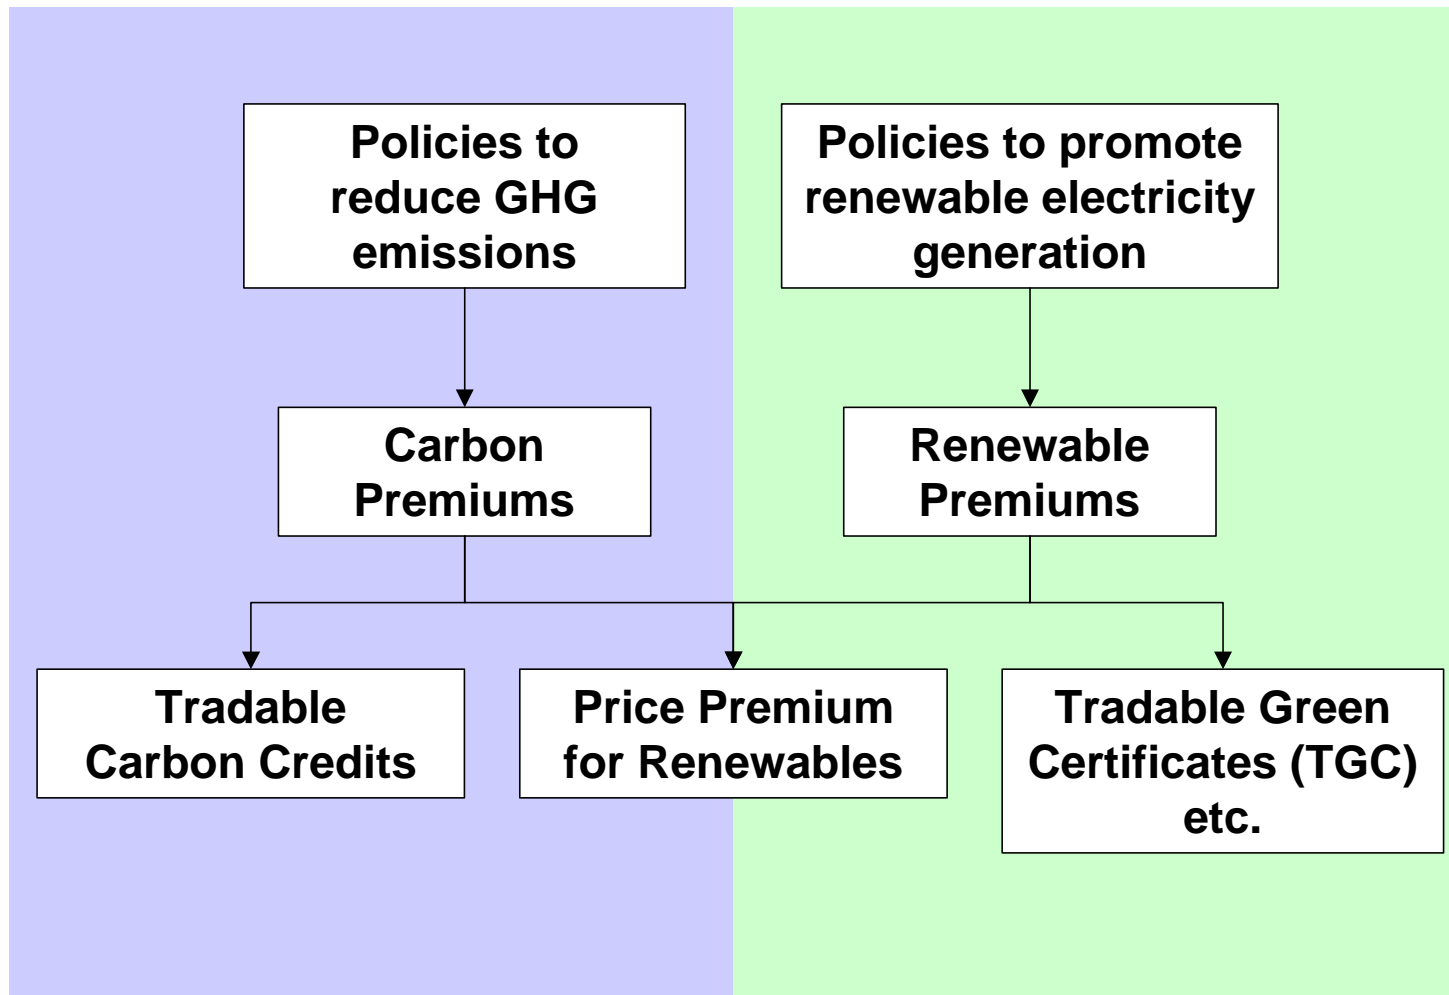 Policies to
reduce GHG
emissions
Policies to promote
renewable electricity
generation
Carbon
Premiums
Renewable
Premiums
Tradable
Carbon Credits
Price Premium
for Renewables
Tradable Green
Certificates (TGC)
etc.